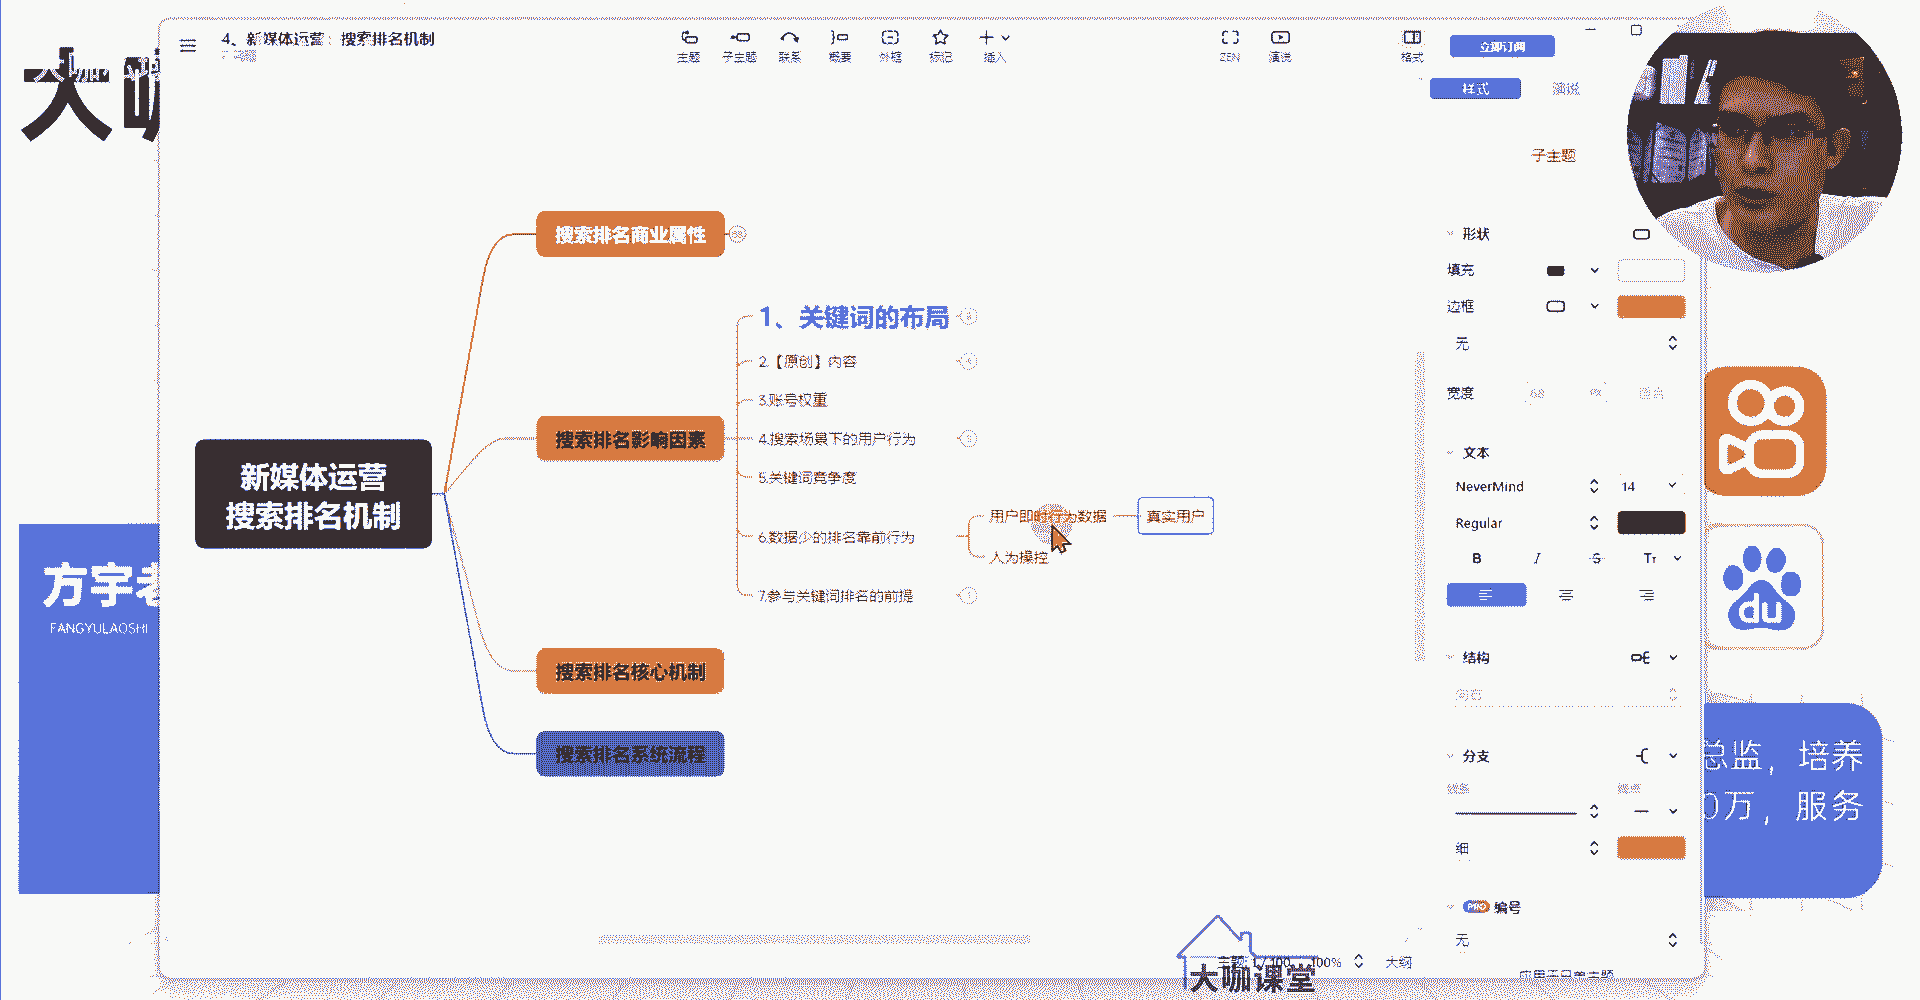 4、新媒体运营：搜索排名机制
主题
子主题
联系
概要
外框
标记
插入
ZEN
演说
格式
立即订阅
样式
演说
子主题
大咖
搜索排名商业属性
1、关键词的布局
2.【原创】内容
3.账号权重
搜索排名影响因素
4.搜索场景下的用户行为
5.关键词竞争度
新媒体运营
搜索排名机制
6.数据少的排名靠前行为
用户即时行为数据
真实用户
人为操控
7.参与关键词排名的前提
搜索排名核心机制
搜索排名系统流程
形状
填充
边框
无
宽度
文本
NeverMind
14
Regular
B
I
S
Tт
结构
分支
细
PRO 编号
无
方宇老
FANGYULAOSHI
du
总监，培养
0万，服务
100%
大纲
大咖课堂